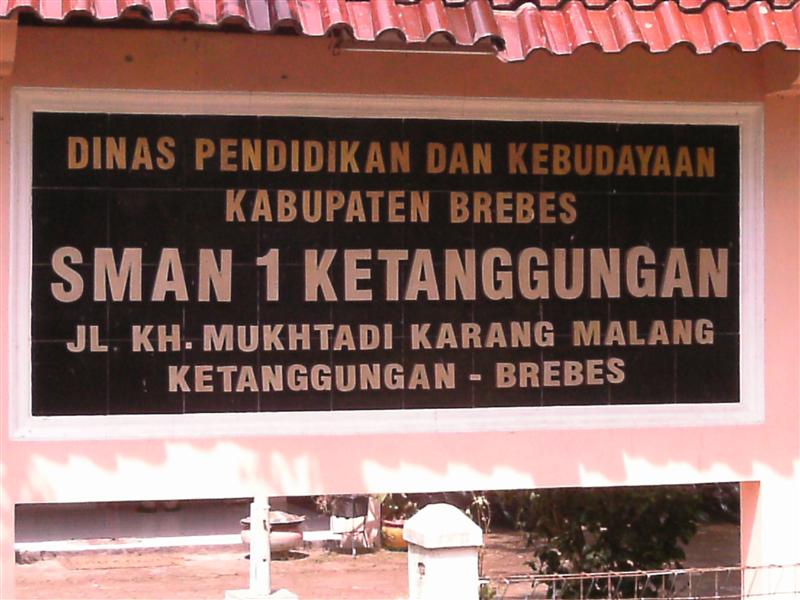 DINAS PENDIDIKAN DAN KEBUDAYAAN
KABUPATEN BREBES
SMAN 1 KETANGGUNGAN
JL. KH. MUKHTADI KARANG MALANG
KETANGGUNGAN - BREBES